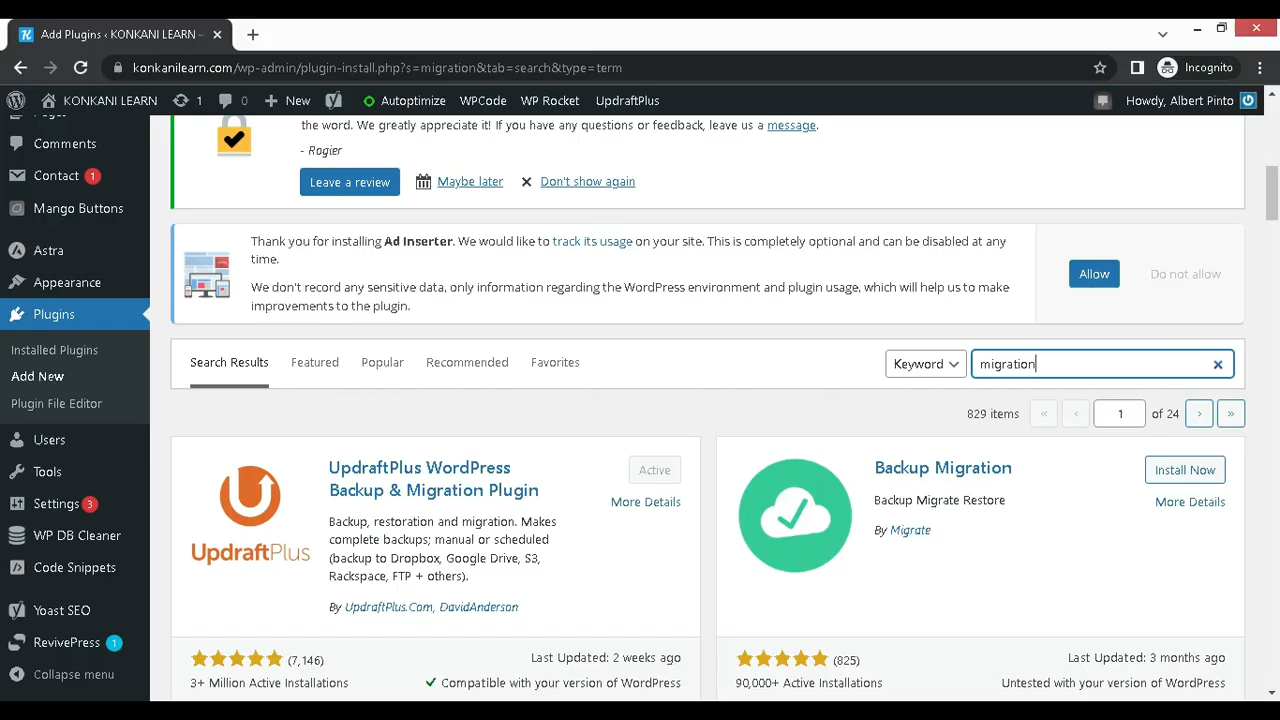 Add Plugins ‹ KONKANI LEARN –
konkanilearn.com/wp-admin/plugin-install.php?s=migration&tab=search&type=term
Incognito
KONKANI LEARN 1 0 New Autoptimize WPCode WP Rocket UpdraftPlus Howdy, Albert Pinto
Comments
Contact 1
Mango Buttons
Astra
Appearance
Plugins
Installed Plugins
Add New
Plugin File Editor
Users
Tools
Settings 3
WP DB Cleaner
Code Snippets
Yoast SEO
RevivePress 1
Collapse menu
the word. We greatly appreciate it! If you have any questions or feedback, leave us a message.
- Rogier
Leave a review Maybe later Don't show again
Thank you for installing Ad Inserter. We would like to track its usage on your site. This is completely optional and can be disabled at any
time.
We don't record any sensitive data, only information regarding the WordPress environment and plugin usage, which will help us to make
improvements to the plugin.
Allow Do not allow
Search Results Featured Popular Recommended Favorites Keyword migration
829 items « ‹ 1 of 24 › »
UpdraftPlus WordPress
Backup & Migration Plugin
Active
More Details
Backup, restoration and migration. Makes
complete backups; manual or scheduled
(backup to Dropbox, Google Drive, S3,
Rackspace, FTP + others).
By UpdraftPlus.Com, DavidAnderson
UpdraftPlus
(7,146) Last Updated: 2 weeks ago
3+ Million Active Installations Compatible with your version of WordPress
Backup Migration
Install Now
Backup Migrate Restore
More Details
By Migrate
(825) Last Updated: 3 months ago
90,000+ Active Installations Untested with your version of WordPress